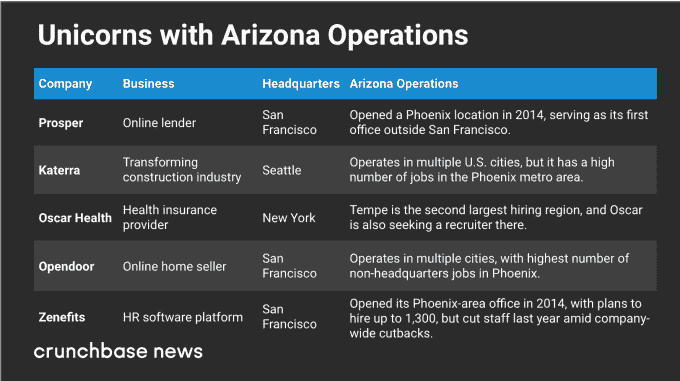 Unicorns with Arizona Operations
Company Business Headquarters Arizona Operations
Prosper Online lender San Francisco Opened a Phoenix location in 2014, serving as its first office outside San Francisco.
Katerra Transforming construction industry Seattle Operates in multiple U.S. cities, but it has a high number of jobs in the Phoenix metro area.
Oscar Health Health insurance provider New York Tempe is the second largest hiring region, and Oscar is also seeking a recruiter there.
Opendoor Online home seller San Francisco Operates in multiple cities, with highest number of non-headquarters jobs in Phoenix.
Zenefits HR software platform San Francisco Opened its Phoenix-area office in 2014, with plans to hire up to 1,300, but cut staff last year amid company-wide cutbacks.
crunchbase news